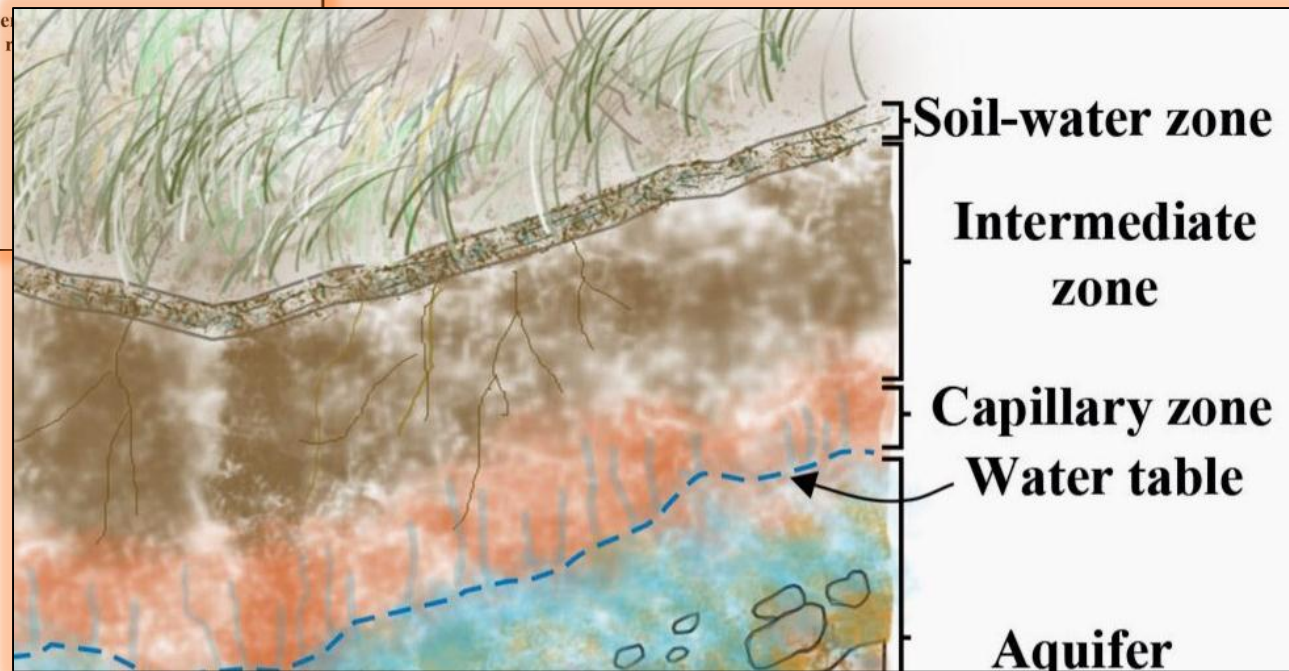 Soil-water zone
Intermediate
zone
Capillary zone
Water table
Aquifer